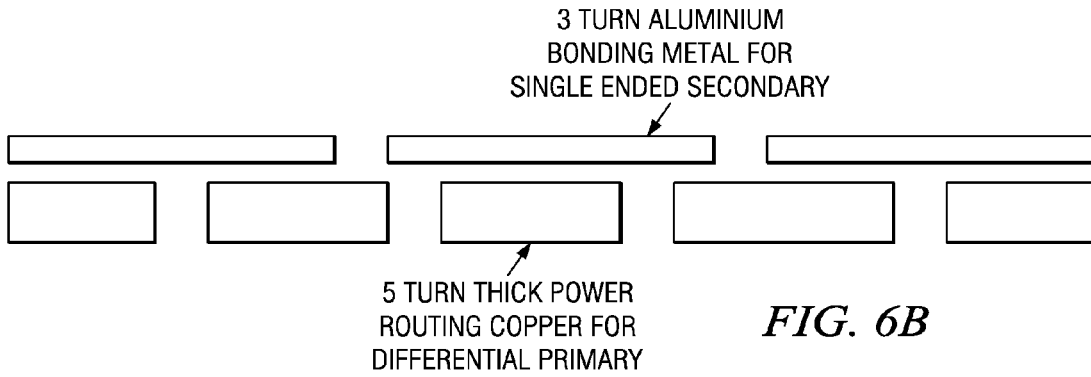 3 TURN ALUMINIUM
BONDING METAL FOR
SINGLE ENDED SECONDARY
5 TURN THICK POWER
ROUTING COPPER FOR
DIFFERENTIAL PRIMARY
FIG. 6B